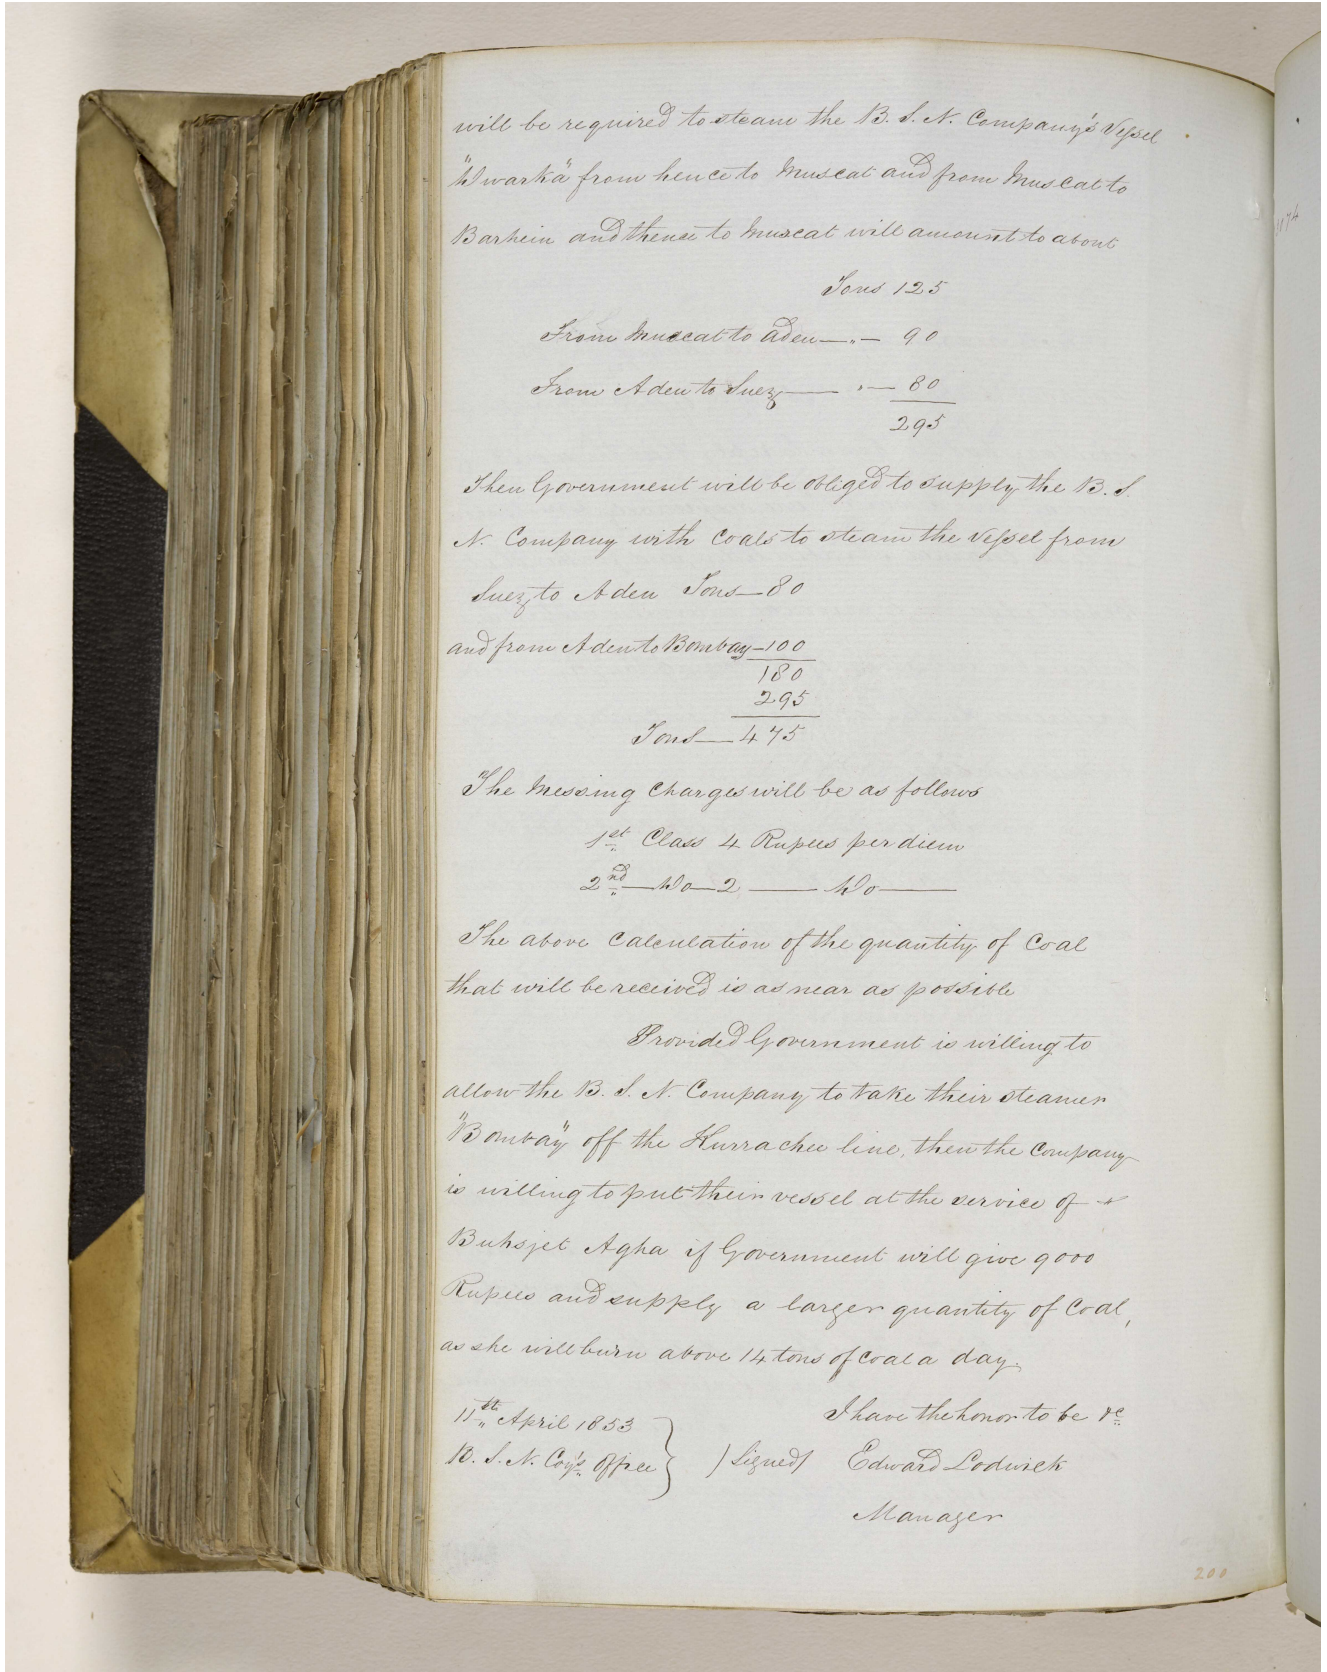 will be required to steam the B. S. N. Company's Vessel
"Dwarka" from hence to Muscat and from Muscat to
Barhein and thence to Muscat will amount to about
Tons 125
From Muscat to Aden —„— 90
From Aden to Suez —— „— 80
295
Then Government will be obliged to supply the B. S.
N. Company with Coals to steam the Vessel from
Suez to Aden Tons — 80
and from Aden to Bombay — 100
180
295
Tons — 475
The Messing Charges will be as follows
1st Class 4 Rupees per diem
2nd — Do — 2 —— Do ——
The above Calculation of the quantity of Coal
that will be received is as near as possible
Provided Government is willing to
allow the B. S. N. Company to take their steamer
"Bombay" off the Kurrachee line, then the Company
is willing to put their vessel at the service of
Buhsjet Agha if Government will give 9000
Rupees and supply a larger quantity of Coal,
as she will burn above 14 tons of Coal a day.
11th April 1853
I have the honor to be &c
B. S. N. Coy's Office
(Signed) Edward Lodwick
Manager
200